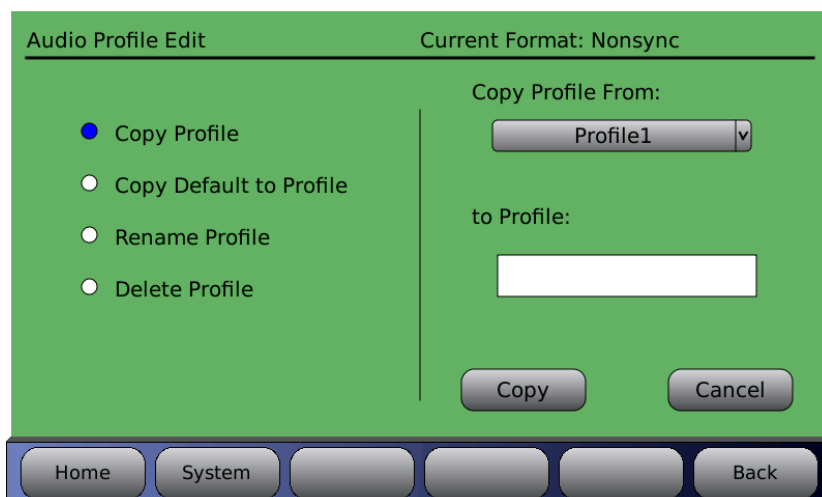 Audio Profile Edit
Current Format: Nonsync
Copy Profile
Copy Default to Profile
Rename Profile
Delete Profile
Copy Profile From:
Profile1
to Profile:
Copy
Cancel
Home
System
Back